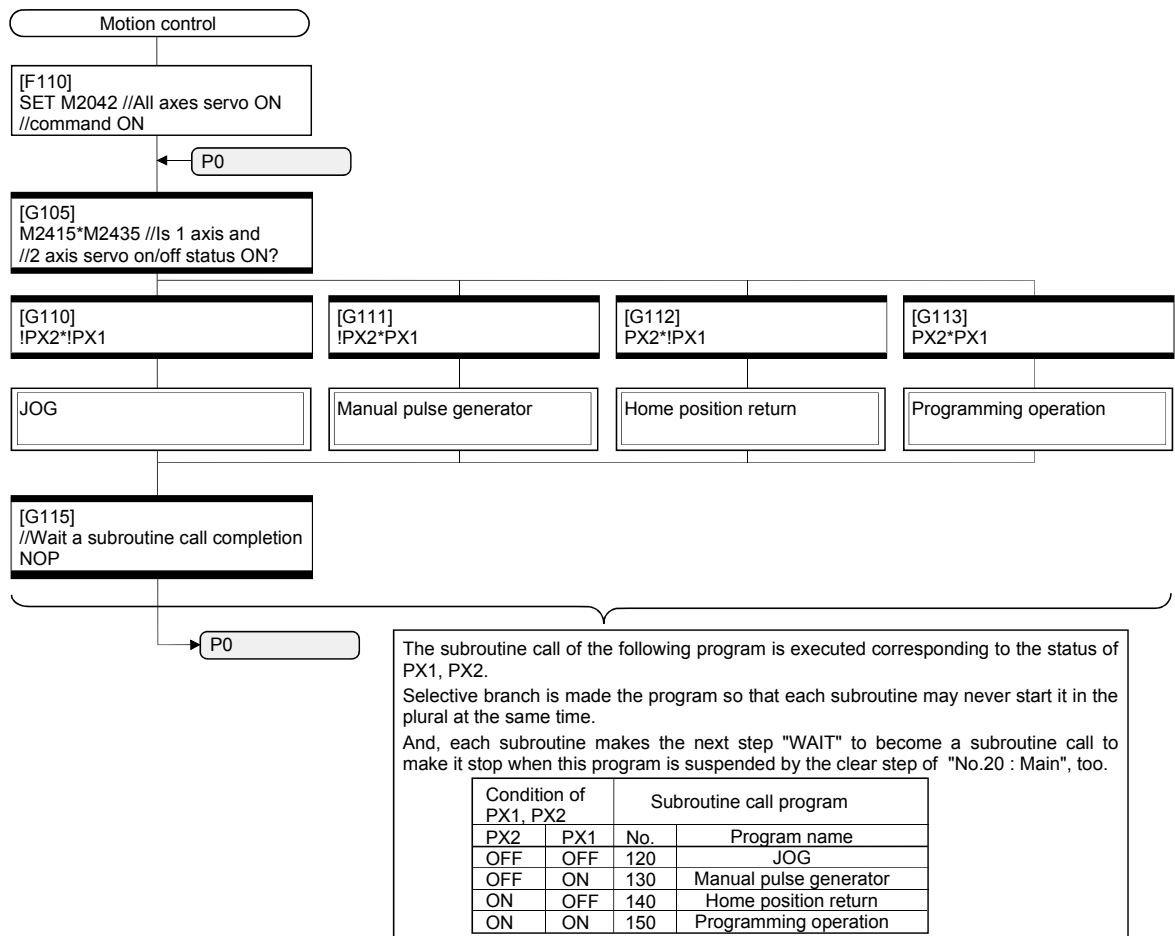 Motion control
[F110]
SET M2042 //All axes servo ON
//command ON
P0
[G105]
M2415*M2435 //Is 1 axis and
//2 axis servo on/off status ON?
[G110]
!PX2*!PX1
[G111]
!PX2*PX1
[G112]
PX2*!PX1
[G113]
PX2*PX1
JOG
Manual pulse generator
Home position return
Programming operation
[G115]
//Wait a subroutine call completion
NOP
P0
The subroutine call of the following program is executed corresponding to the status of
PX1, PX2.
Selective branch is made the program so that each subroutine may never start it in the
plural at the same time.
And, each subroutine makes the next step "WAIT" to become a subroutine call to
make it stop when this program is suspended by the clear step of "No.20 : Main", too.
Condition of
PX1, PX2
Subroutine call program
PX2 PX1 No. Program name
OFF OFF 120 JOG
OFF ON 130 Manual pulse generator
ON OFF 140 Home position return
ON ON 150 Programming operation